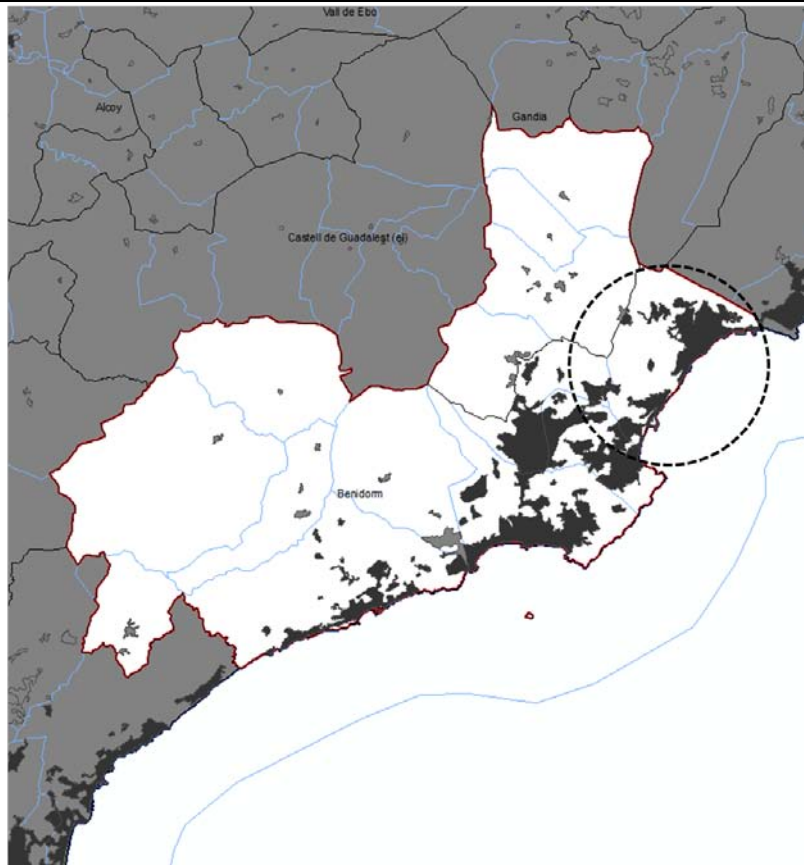 Vall de Ebo
Alcoy
Gandia
Castell de Guadalest (el)
Benidorm